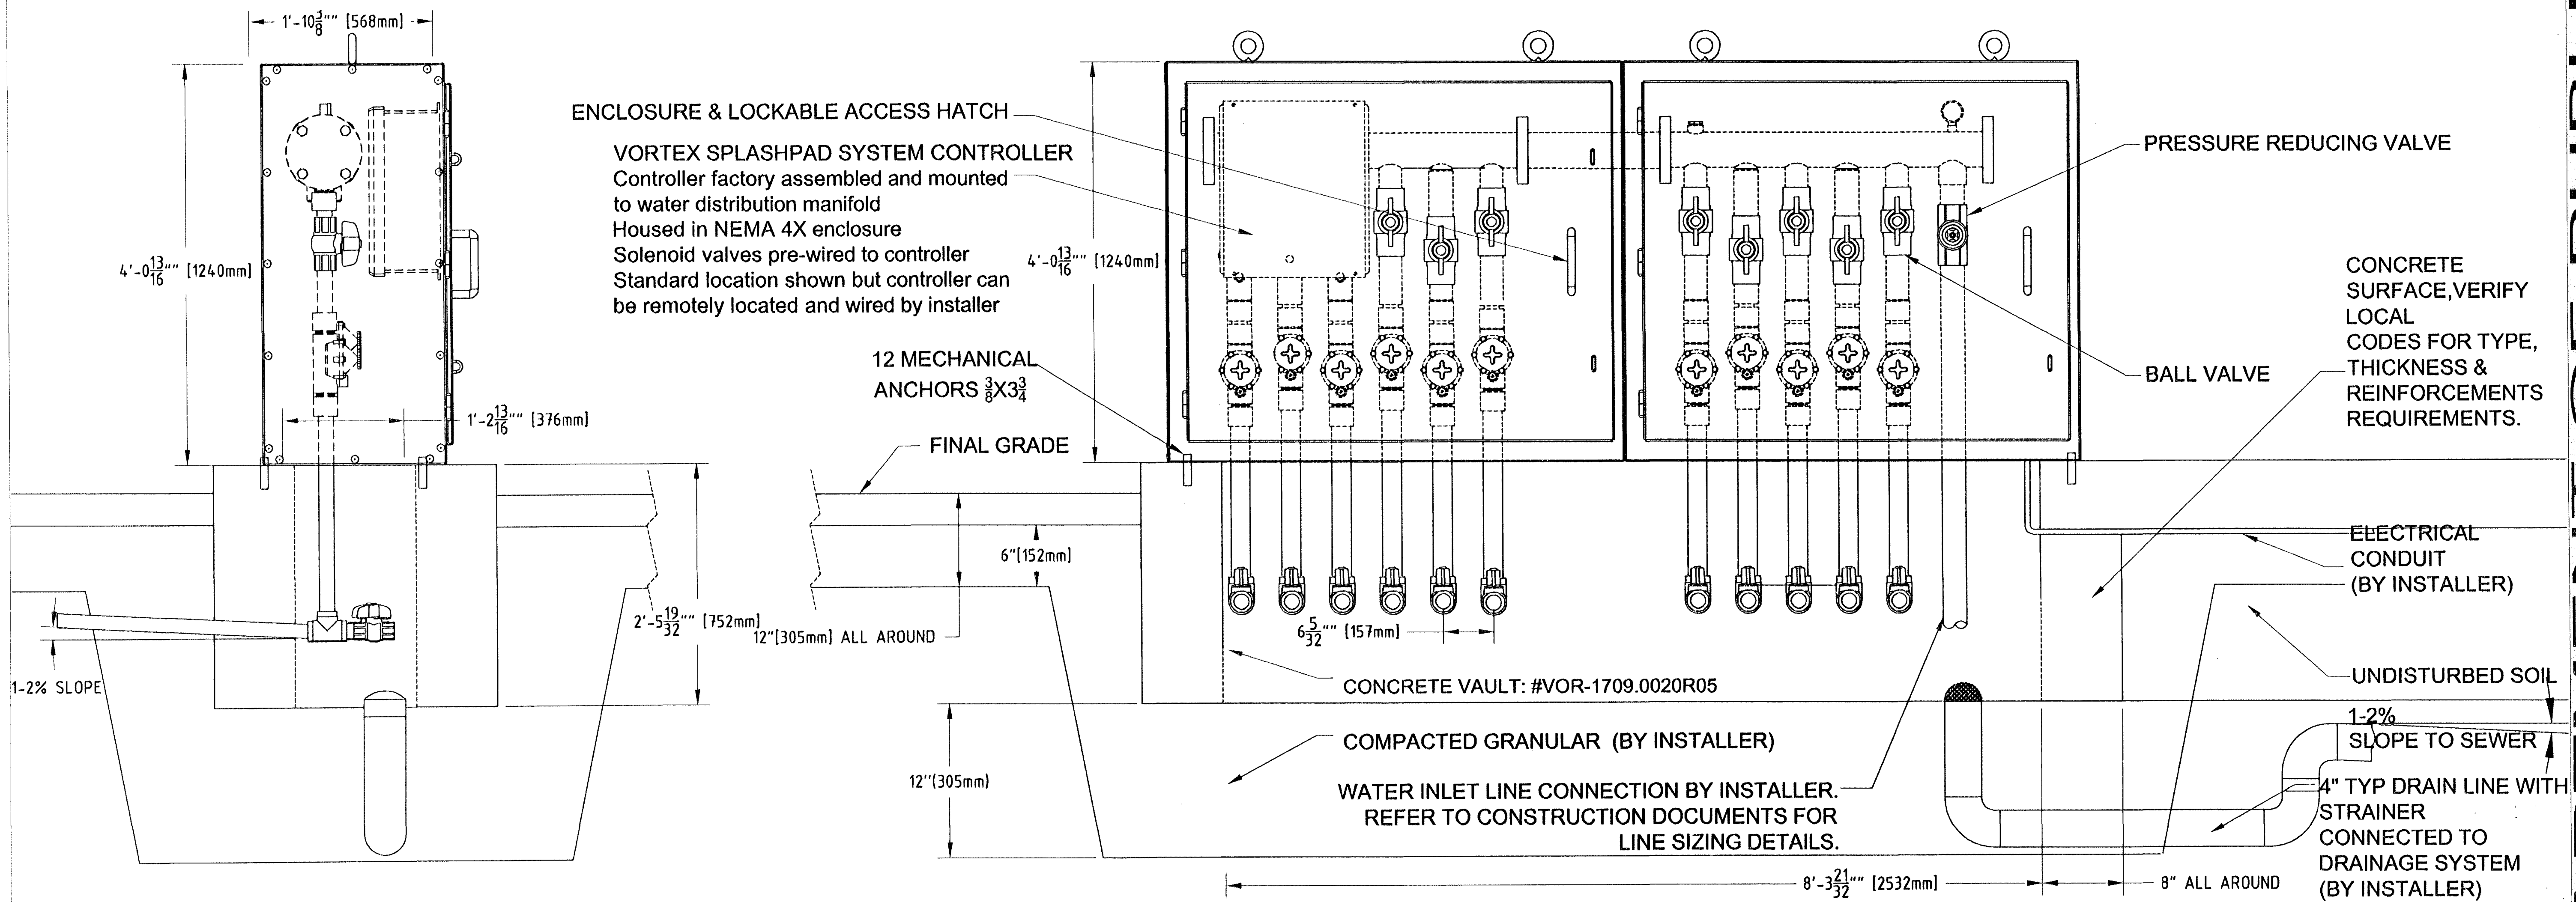 1'-10 3/8"" [568mm]
4'-0 13/16"" [1240mm]
1'-2 13/16"" [376mm]
2'-5 19/32"" [752mm]
1-2% SLOPE
ENCLOSURE & LOCKABLE ACCESS HATCH
VORTEX SPLASHPAD SYSTEM CONTROLLER
Controller factory assembled and mounted
to water distribution manifold
Housed in NEMA 4X enclosure
Solenoid valves pre-wired to controller
Standard location shown but controller can
be remotely located and wired by installer
4'-0 13/16"" [1240mm]
12 MECHANICAL
ANCHORS 3/8X3 3/4
FINAL GRADE
6"[152mm]
12"[305mm] ALL AROUND
6 5/32"" [157mm]
CONCRETE VAULT: #VOR-1709.0020R05
COMPACTED GRANULAR (BY INSTALLER)
12"(305mm)
WATER INLET LINE CONNECTION BY INSTALLER.
REFER TO CONSTRUCTION DOCUMENTS FOR
LINE SIZING DETAILS.
8'-3 21/32"" [2532mm]
8" ALL AROUND
PRESSURE REDUCING VALVE
BALL VALVE
CONCRETE
SURFACE,VERIFY
LOCAL
CODES FOR TYPE,
THICKNESS &
REINFORCEMENTS
REQUIREMENTS.
ELECTRICAL
CONDUIT
(BY INSTALLER)
UNDISTURBED SOIL
1-2%
SLOPE TO SEWER
4" TYP DRAIN LINE WITH
STRAINER
CONNECTED TO
DRAINAGE SYSTEM
(BY INSTALLER)